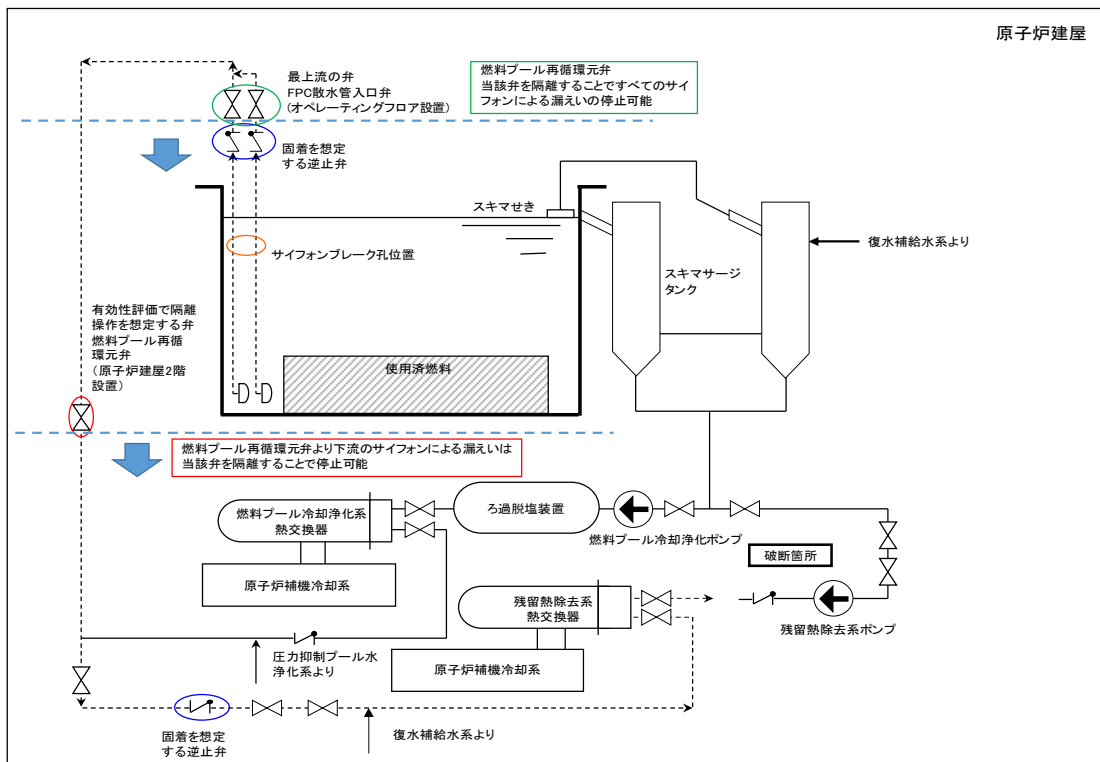 原子炉建屋
最上流の弁
FPC散水管入口弁
(オペレーティングフロア設置)
燃料プール再循環元弁
当該弁を隔離することですべてのサイ
フォンによる漏えいの停止可能
固着を想定
する逆止弁
スキマせき
サイフォンブレーク孔位置
復水補給水系より
スキマサージ
タンク
有効性評価で隔離
操作を想定する弁
燃料プール再循
環元弁
(原子炉建屋2階
設置)
使用済燃料
燃料プール再循環元弁より下流のサイフォンによる漏えいは
当該弁を隔離することで停止可能
燃料プール冷却浄化系
熱交換器
ろ過脱塩装置
燃料プール冷却浄化ポンプ
破断箇所
原子炉補機冷却系
残留熱除去系
熱交換器
残留熱除去系ポンプ
圧力抑制プール水
浄化系より
原子炉補機冷却系
固着を想定
する逆止弁
復水補給水系より